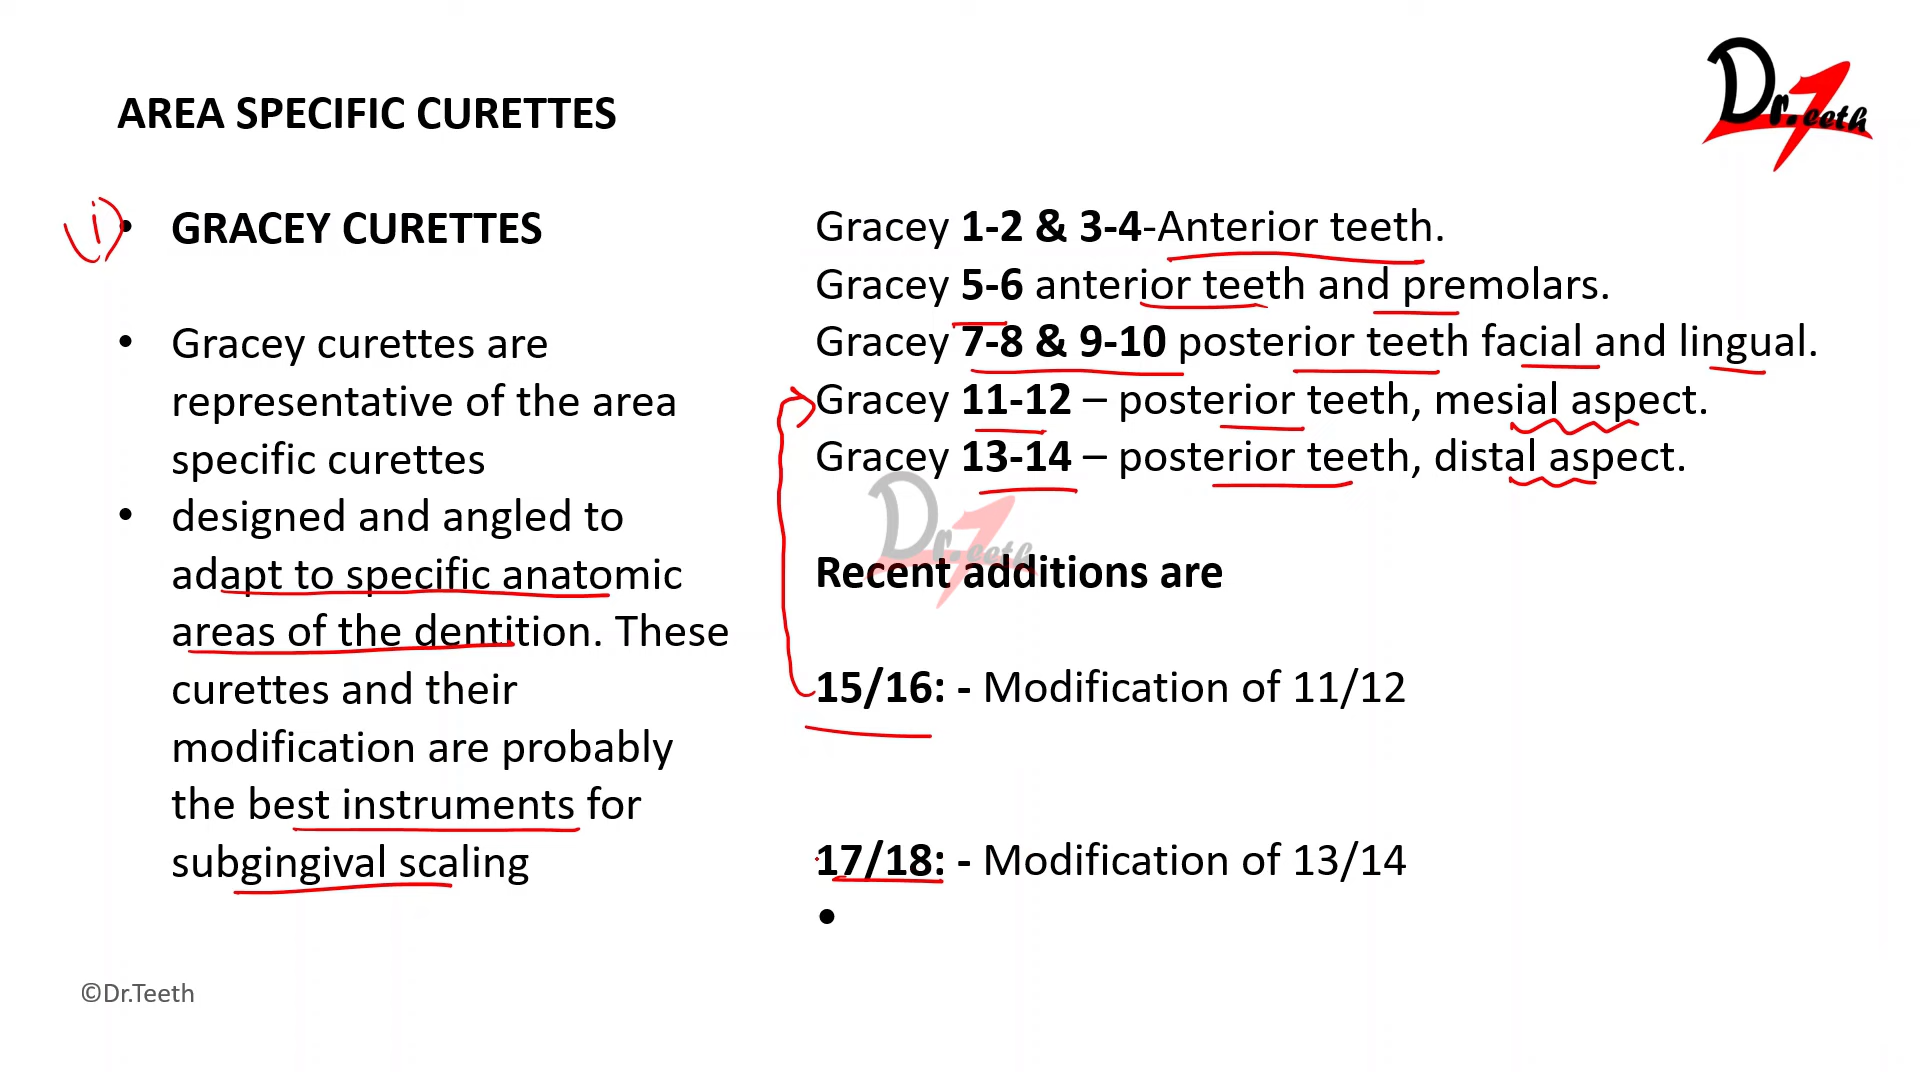 AREA SPECIFIC CURETTES
Dr.Teeth
i)
• GRACEY CURETTES
• Gracey curettes are
representative of the area
specific curettes
• designed and angled to
adapt to specific anatomic
areas of the dentition. These
curettes and their
modification are probably
the best instruments for
subgingival scaling
Gracey 1-2 & 3-4-Anterior teeth.
Gracey 5-6 anterior teeth and premolars.
Gracey 7-8 & 9-10 posterior teeth facial and lingual.
Gracey 11-12 – posterior teeth, mesial aspect.
Gracey 13-14 – posterior teeth, distal aspect.
Dr.Teeth
Recent additions are
15/16: - Modification of 11/12
17/18: - Modification of 13/14
•
©Dr.Teeth